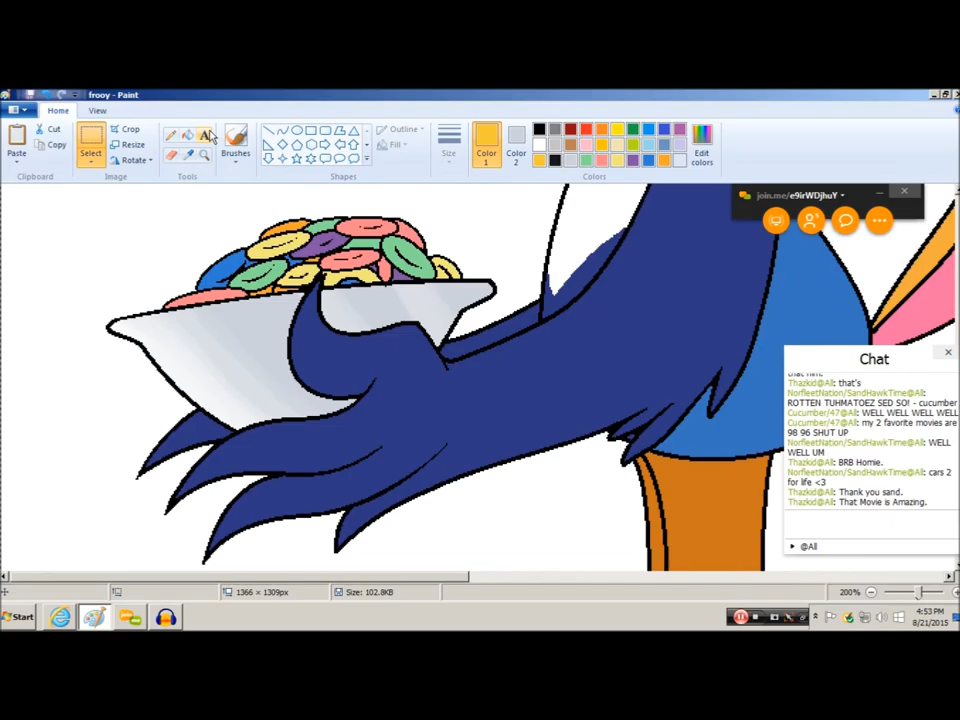 frooy - Paint
Home View
Cut
Copy
Paste
Clipboard
Select
Crop
Resize
Rotate
Image
A
Tools
Brushes
Outline
Fill
Shapes
Size
Color 1
Color 2
Edit colors
Colors
join.me/e9irWDjhuY
Chat
Thazkid@All: that's
NorfleetNation/SandHawkTime@All:
ROTTEN TUHMATOEZ SED SO! - cucumber
Cucumber/47@All: WELL WELL WELL WELL
Cucumber/47@All: my 2 favorite movies are
98 96 SHUT UP
NorfleetNation/SandHawkTime@All: WELL
WELL UM
Thazkid@All: BRB Homie.
NorfleetNation/SandHawkTime@All: cars 2
for life <3
Thazkid@All: Thank you sand.
Thazkid@All: That Movie is Amazing.
@All
1366 × 1309px
Size: 102.8KB
200%
Start
4:53 PM
8/21/2015